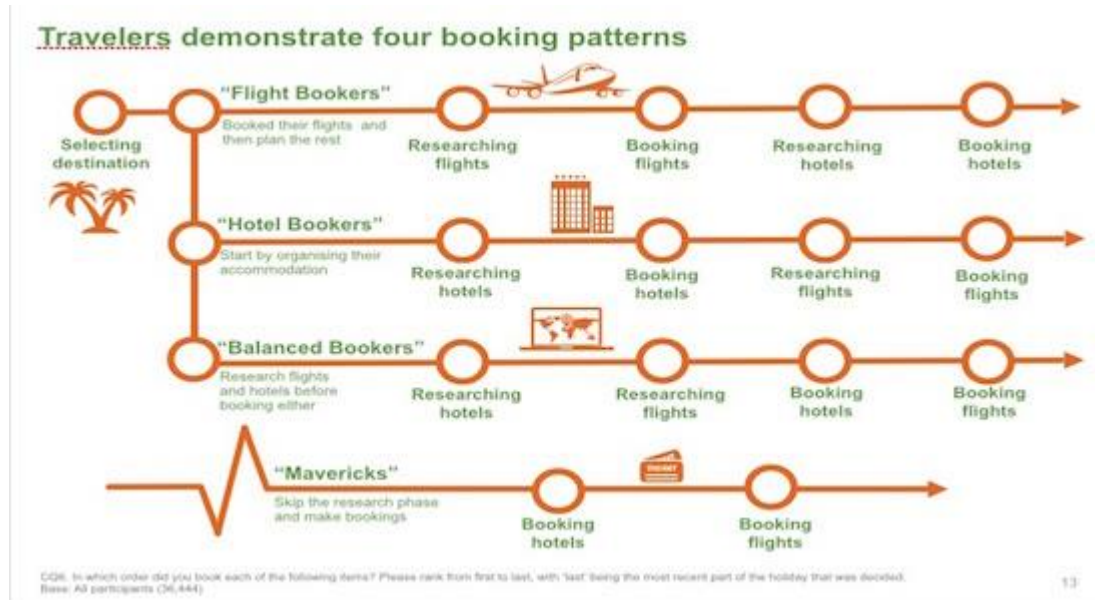 Travelers demonstrate four booking patterns
"Flight Bookers"
Booked their flights and
then plan the rest
Selecting
destination
Researching
flights
Booking
flights
Researching
hotels
Booking
hotels
"Hotel Bookers"
Start by organising their
accommodation
Researching
hotels
Booking
hotels
Researching
flights
Booking
flights
"Balanced Bookers"
Research flights
and hotels before
booking either
Researching
hotels
Researching
flights
Booking
hotels
Booking
flights
"Mavericks"
Skip the research phase
and make bookings
Booking
hotels
Booking
flights
In which order did you book each of the following items? Please rank from first to last, with 'last' being the most recent part of the holiday that was decided.
Base: All participants (36,444)
13